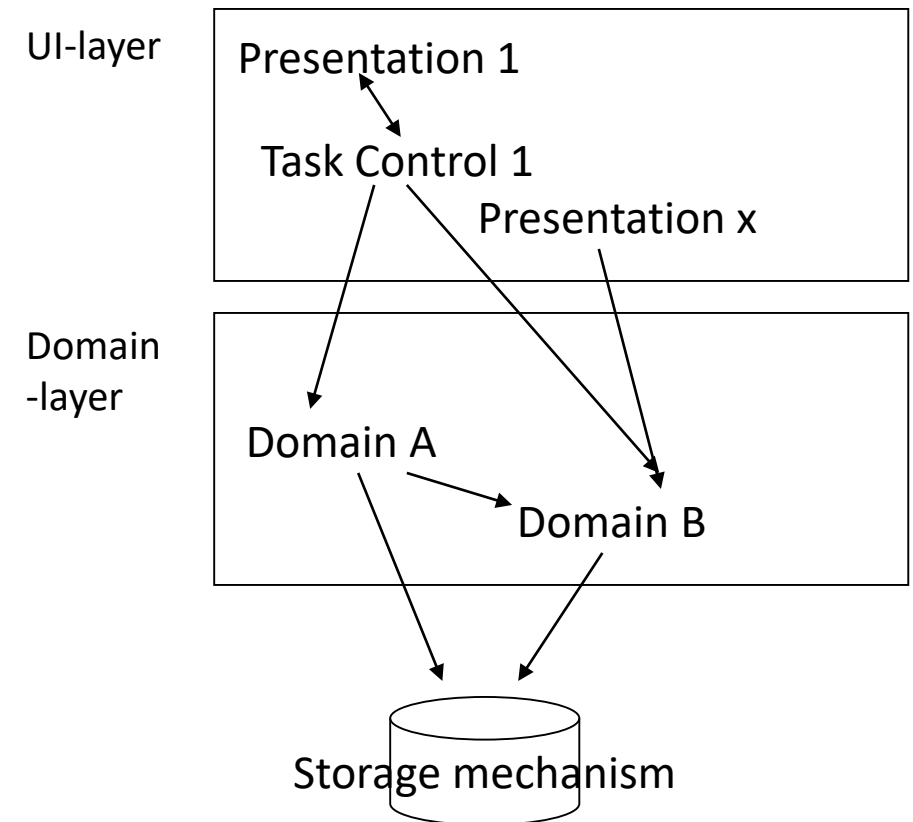 UI-layer
Presentation 1
Task Control 1
Presentation x
Domain
-layer
Domain A
Domain B
Storage mechanism